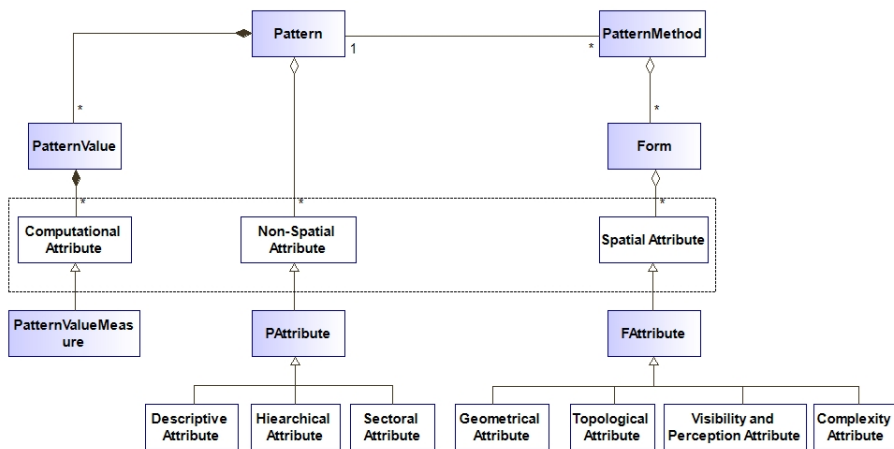 Pattern
PatternMethod
1
*
*
*
PatternValue
Form
*
*
*
Computational
Attribute
Non-Spatial
Attribute
Spatial Attribute
PatternValueMeas
ure
PAttribute
FAttribute
Descriptive
Attribute
Hiearchical
Attribute
Sectoral
Attribute
Geometrical
Attribute
Topological
Attribute
Visibility and
Perception Attribute
Complexity
Attribute